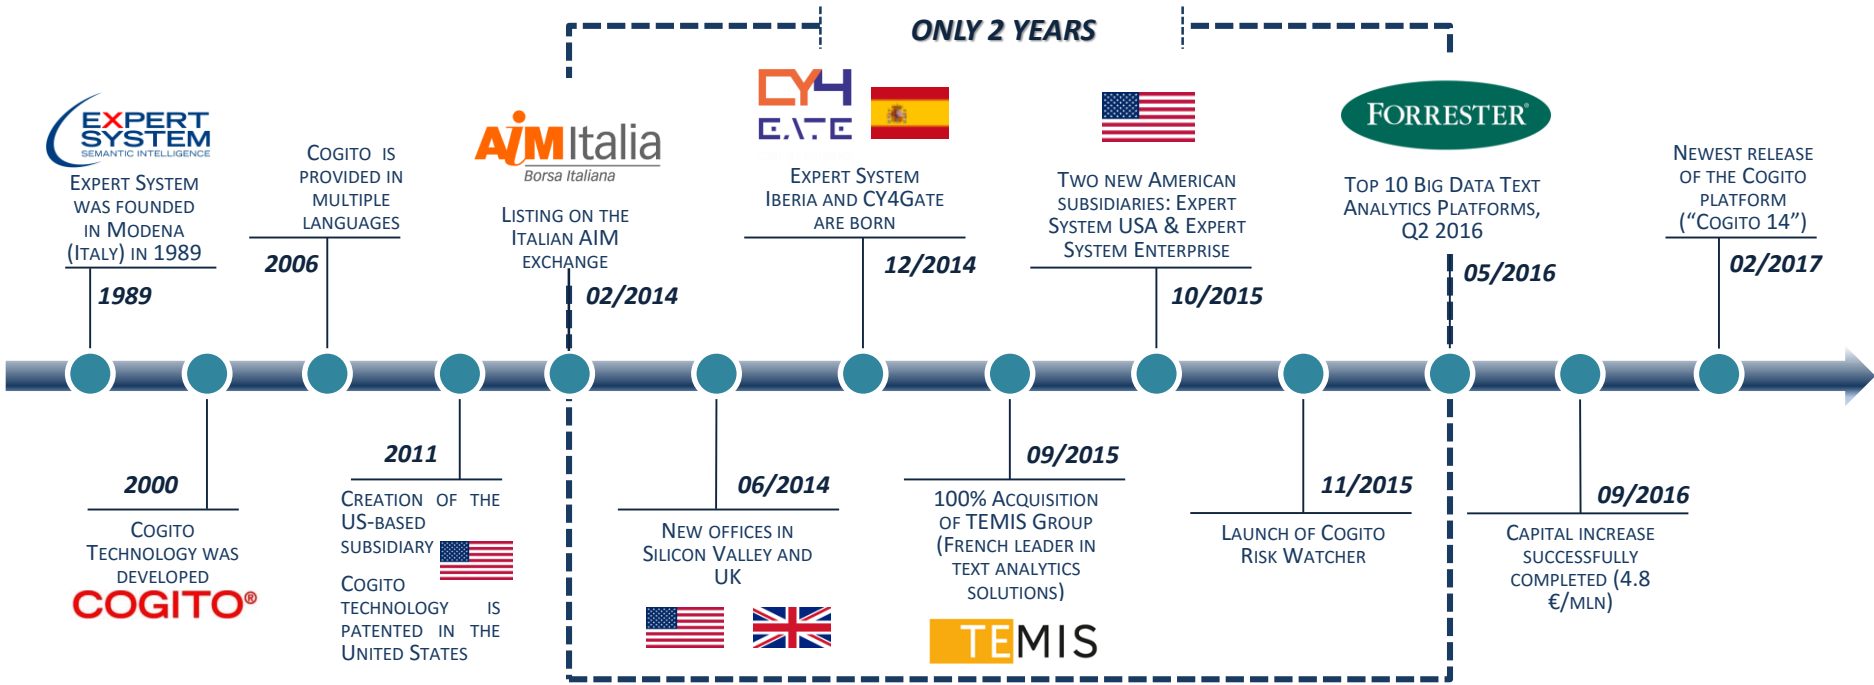 ONLY 2 YEARS
EXPERT
SYSTEM
SEMANTIC INTELLIGENCE
EXPERT SYSTEM
WAS FOUNDED
IN MODENA
(ITALY) IN 1989
1989
COGITO IS
PROVIDED IN
MULTIPLE
LANGUAGES
2006
AIM Italia
Borsa Italiana
LISTING ON THE
ITALIAN AIM
EXCHANGE
02/2014
CY4
GATE
EXPERT SYSTEM
IBERIA AND CY4GATE
ARE BORN
12/2014
TWO NEW AMERICAN
SUBSIDIARIES: EXPERT
SYSTEM USA & EXPERT
SYSTEM ENTERPRISE
10/2015
FORRESTER®
TOP 10 BIG DATA TEXT
ANALYTICS PLATFORMS,
Q2 2016
05/2016
NEWEST RELEASE
OF THE COGITO
PLATFORM
(“COGITO 14”)
02/2017
2000
COGITO
TECHNOLOGY WAS
DEVELOPED
COGITO®
2011
CREATION OF THE
US-BASED
SUBSIDIARY
COGITO
TECHNOLOGY IS
PATENTED IN THE
UNITED STATES
06/2014
NEW OFFICES IN
SILICON VALLEY AND
UK
09/2015
100% ACQUISITION
OF TEMIS GROUP
(FRENCH LEADER IN
TEXT ANALYTICS
SOLUTIONS)
TEMIS
11/2015
LAUNCH OF COGITO
RISK WATCHER
09/2016
CAPITAL INCREASE
SUCCESSFULLY
COMPLETED (4.8
€/MLN)